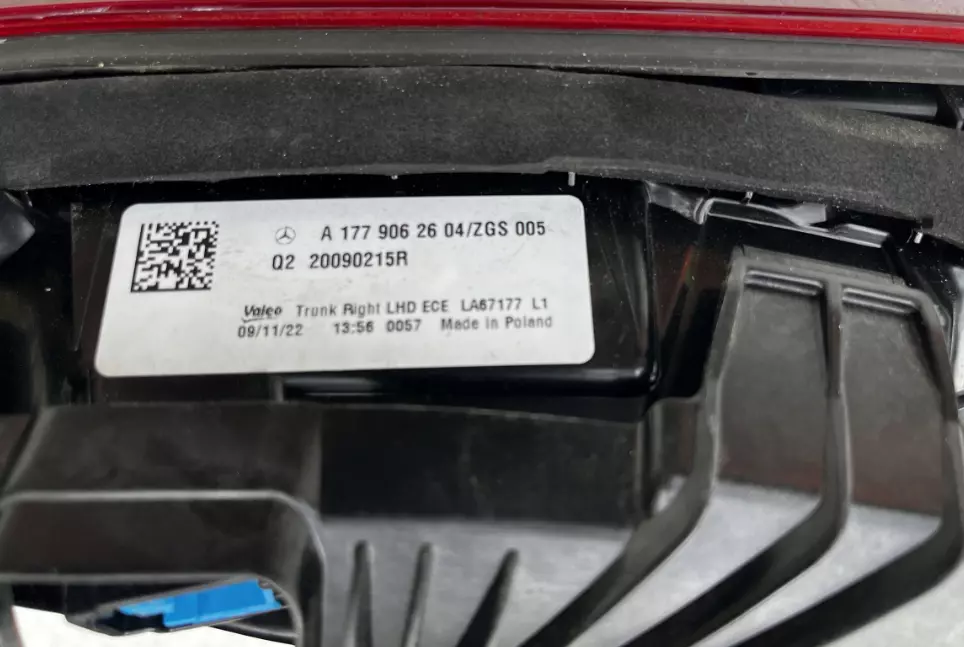 A 177 906 26 04/ZGS 005
Q2 20090215R
Valeo Trunk Right LHD ECE LA67177 L1
09/11/22 13:56 0057 Made in Poland